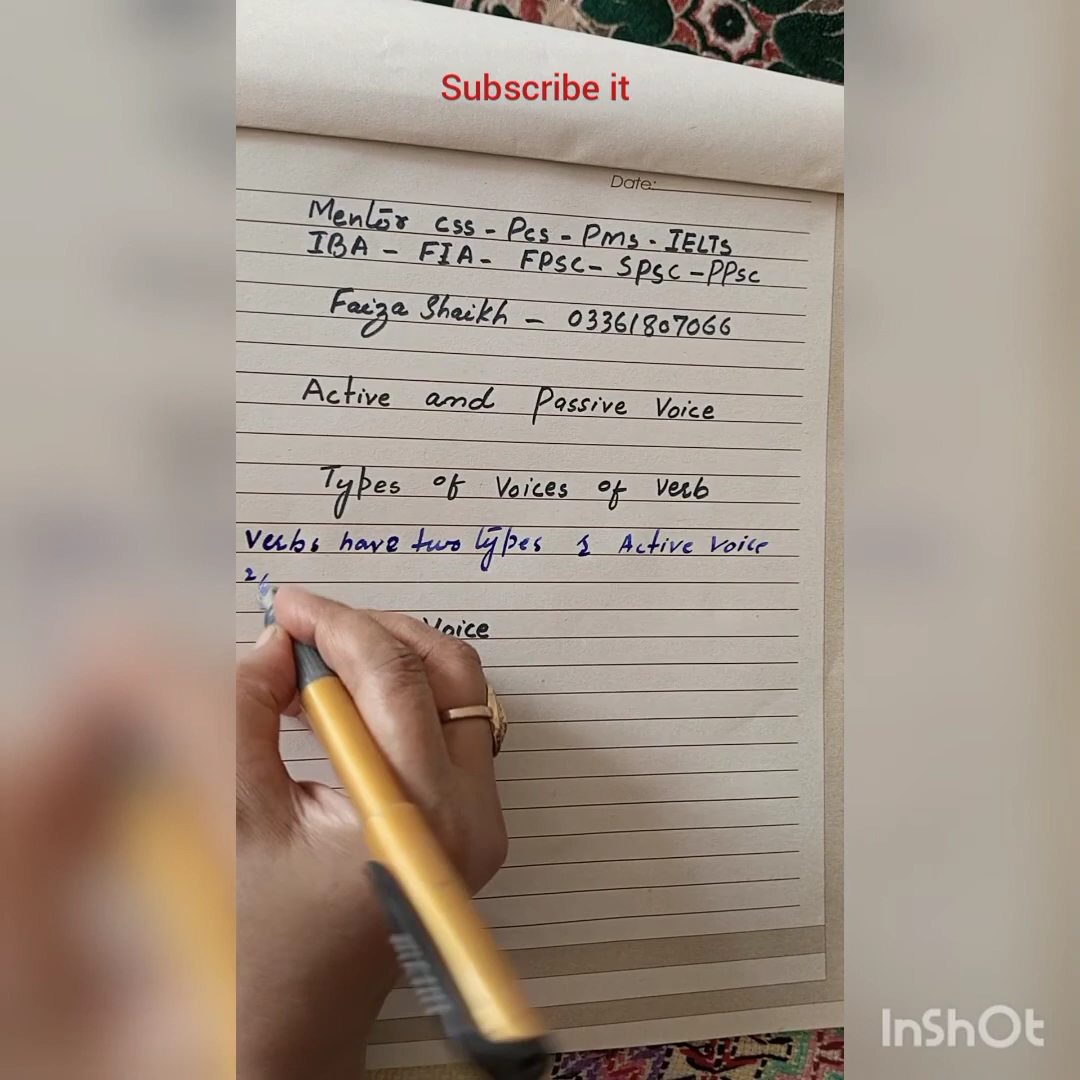 Subscribe it
Date:
Mentor CSS - PCS - PMS - IELTS
IBA - FIA - FPSC - SPSC - PPSC
Faiza Shaikh - 03361807066
Active and Passive Voice
Types of Voices of verb
Verbs have two types 1 Active voice
2/
Voice
InShOt